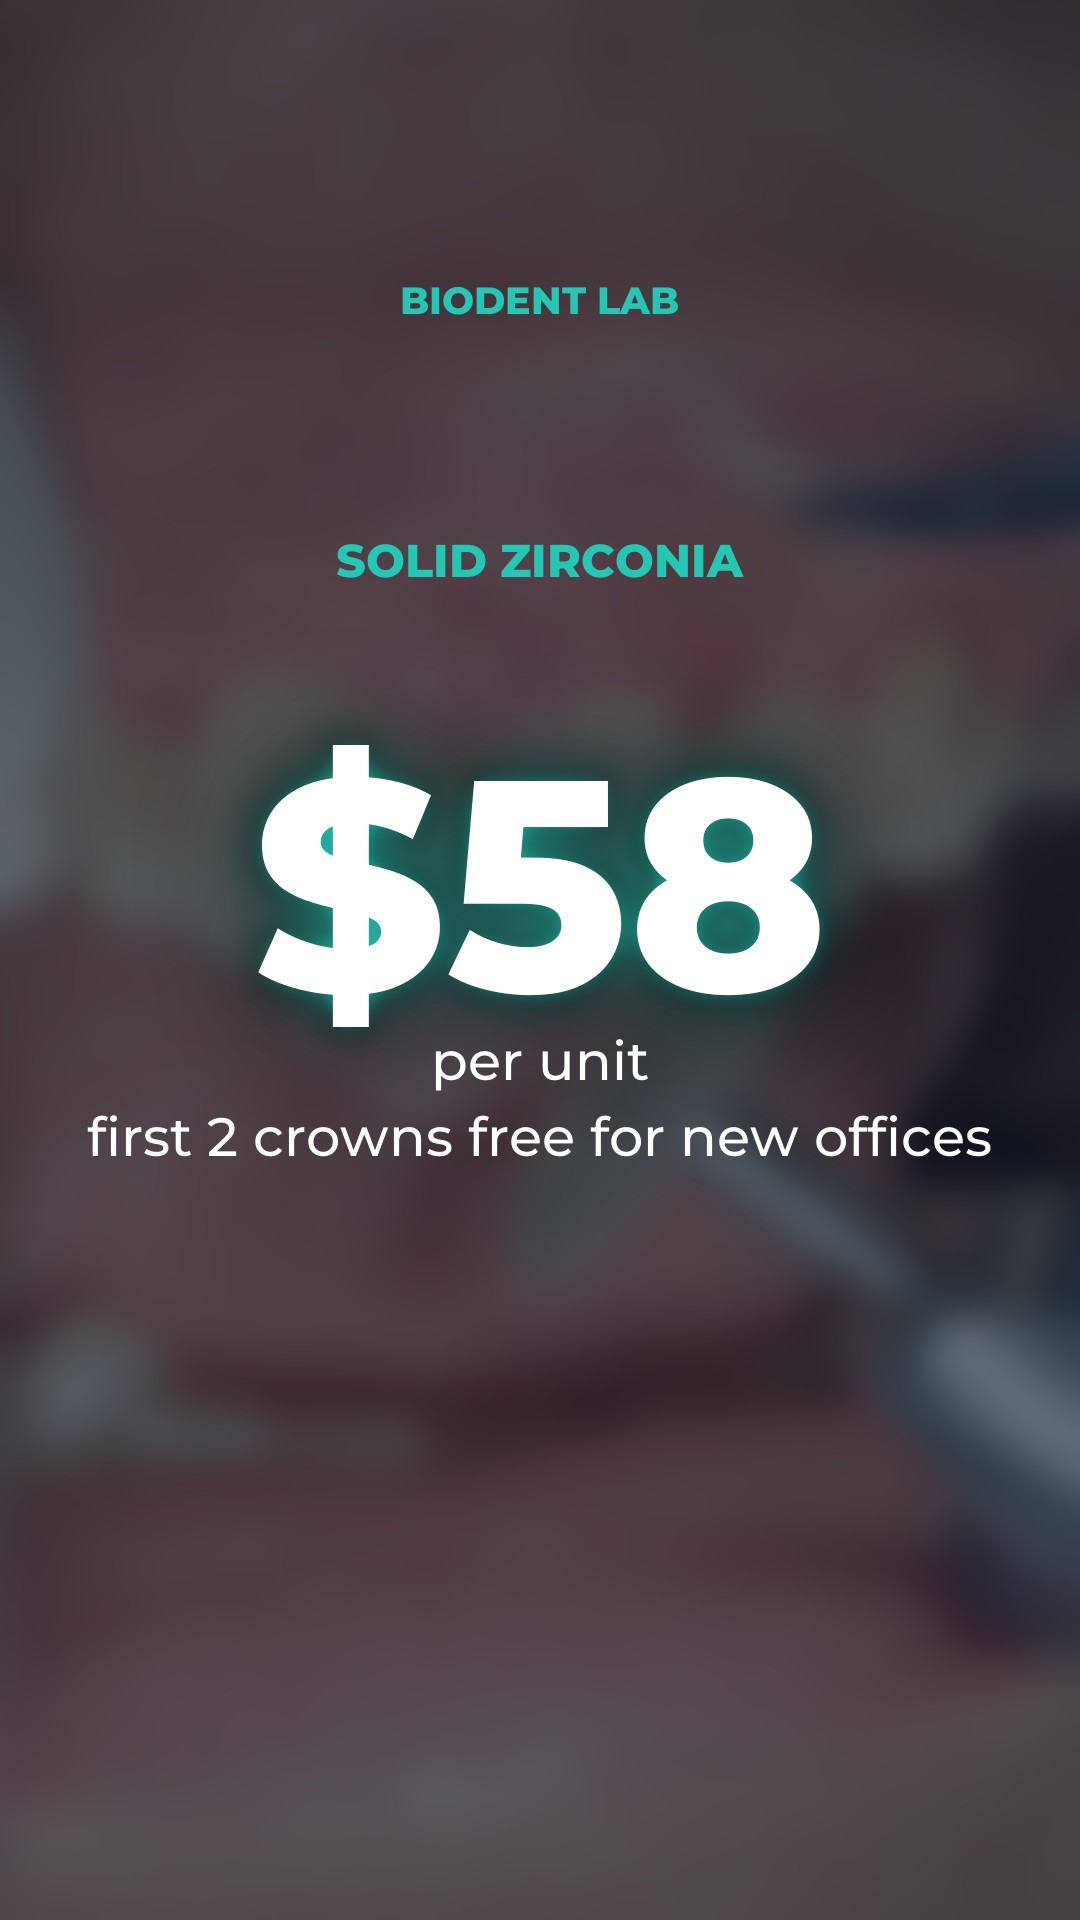 BIODENT LAB
SOLID ZIRCONIA
$58
per unit
first 2 crowns free for new offices